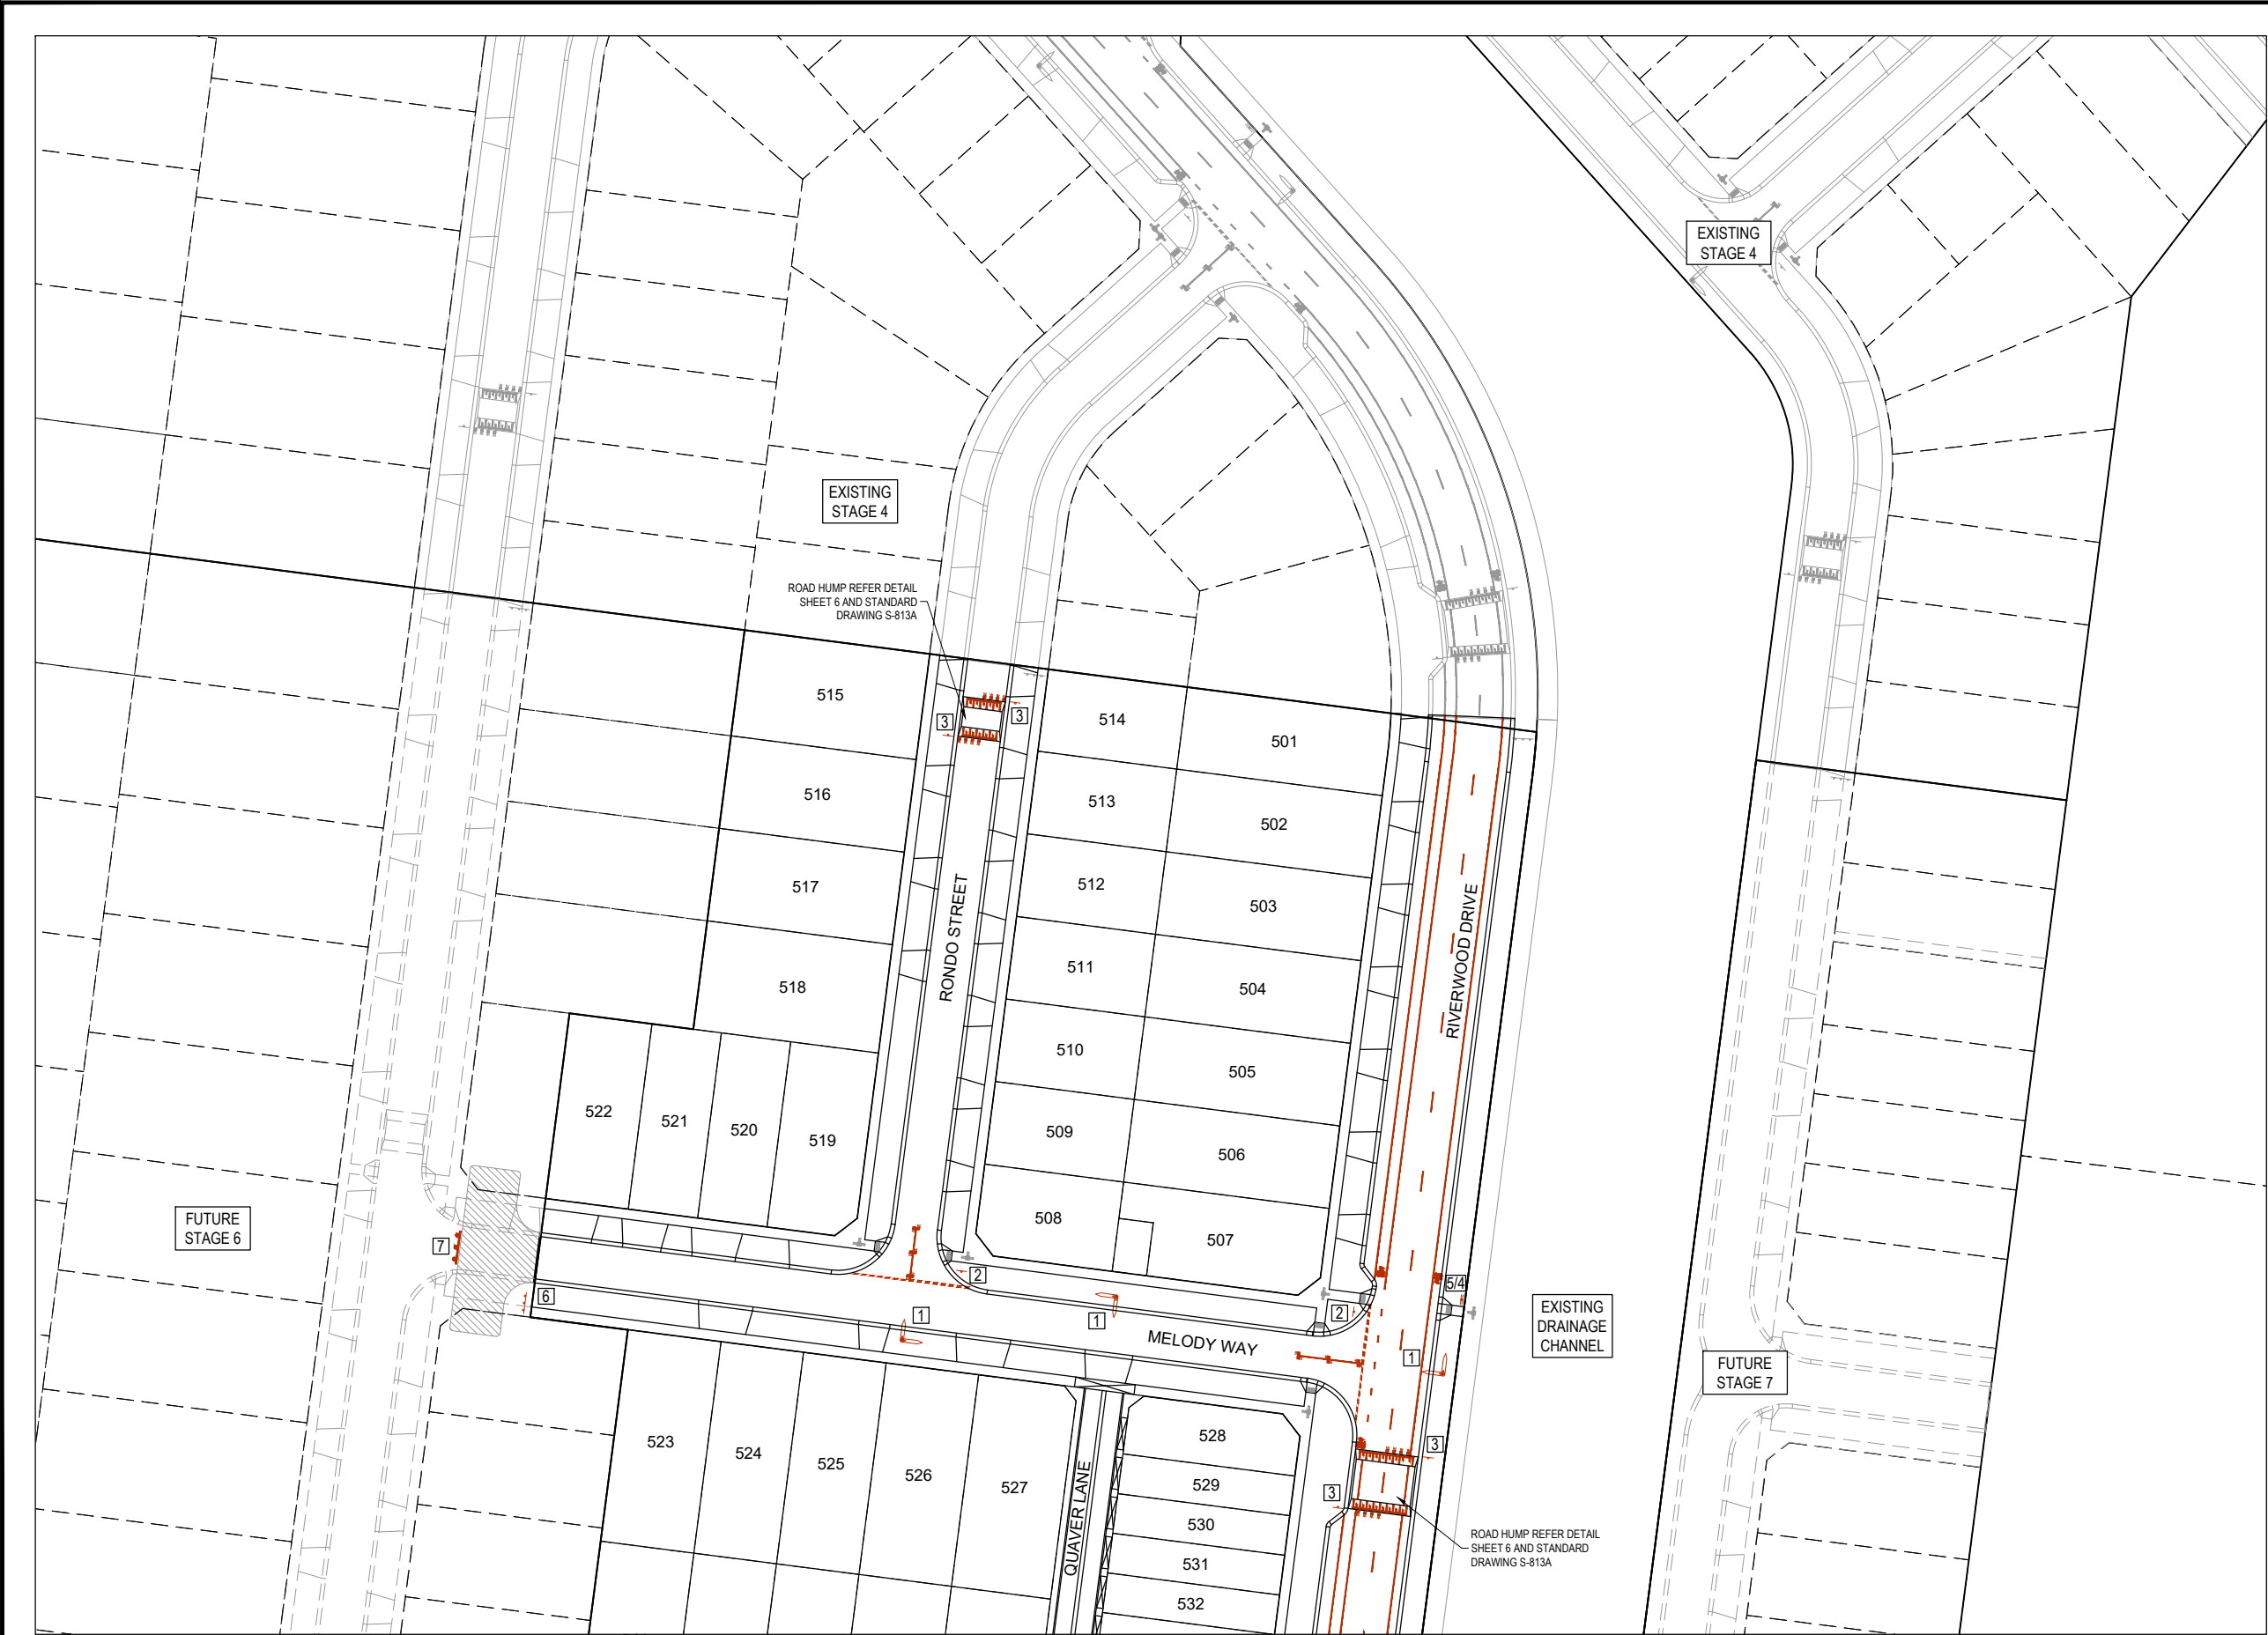 EXISTING
STAGE 4
EXISTING
STAGE 4
ROAD HUMP REFER DETAIL
SHEET 6 AND STANDARD
DRAWING S-813A
515
3
3
514
501
516
513
502
517
512
503
RONDO STREET
RIVERWOOD DRIVE
518
511
504
510
505
522
521
520
519
509
506
508
507
FUTURE
STAGE 6
7
2
5/4
6
1
1
2
MELODY WAY
1
EXISTING
DRAINAGE
CHANNEL
FUTURE
STAGE 7
523
524
525
526
527
QUAVER LANE
528
529
530
531
532
3
3
ROAD HUMP REFER DETAIL
SHEET 6 AND STANDARD
DRAWING S-813A